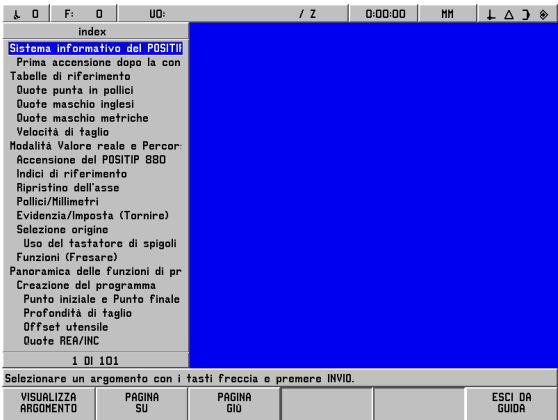 0 F: 0 UO: / Z 0:00:00 MM
index
Sistema informativo del POSITIP
Prima accensione dopo la con
Tabelle di riferimento
Quote punta in pollici
Quote maschio inglesi
Quote maschio metriche
Velocità di taglio
Modalità Valore reale e Percor
Accensione del POSITIP 880
Indici di riferimento
Ripristino dell'asse
Pollici/Millimetri
Evidenzia/Imposta (Tornire)
Selezione origine
Uso del tastatore di spigoli
Funzioni (Fresare)
Panoramica delle funzioni di pr
Creazione del programma
Punto iniziale e Punto finale
Profondità di taglio
Offset utensile
Quote REA/INC
1 DI 101
Selezionare un argomento con i tasti freccia e premere INVIO.
VISUALIZZA ARGOMENTO
PAGINA SU
PAGINA GIÙ
ESCI DA GUIDA